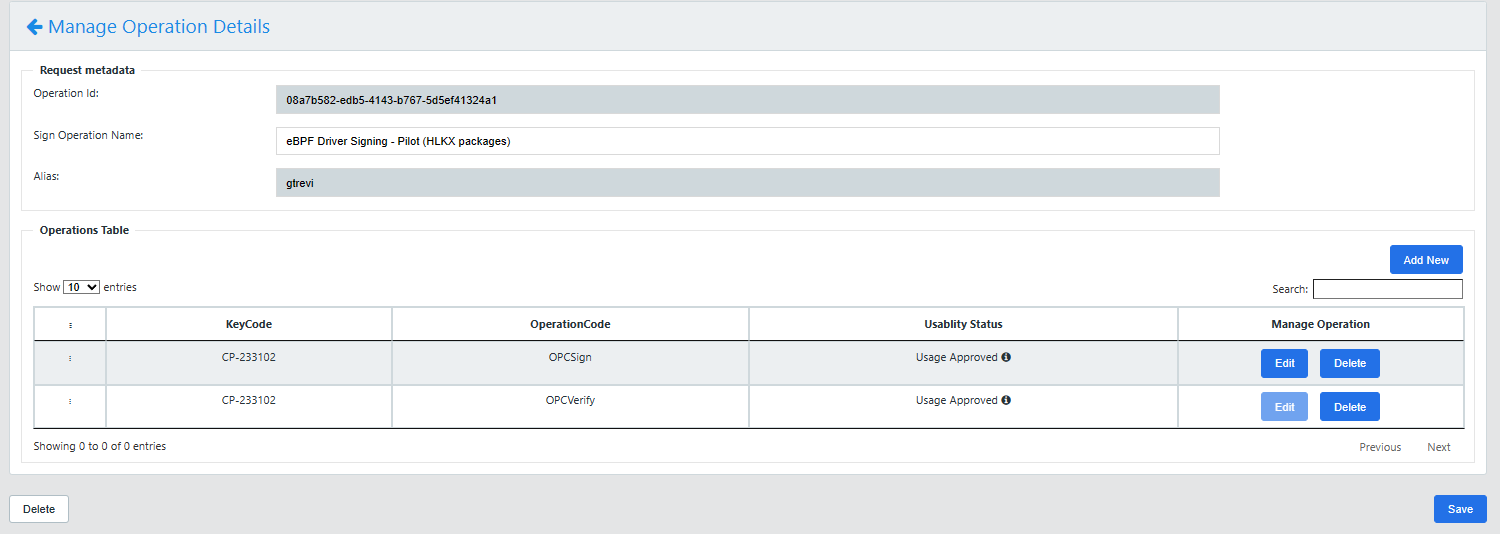 Manage Operation Details
Request metadata
Operation Id:
08a7b582-edb5-4143-b767-5d5ef41324a1
Sign Operation Name:
eBPF Driver Signing - Pilot (HLKX packages)
Alias:
gtrevi
Operations Table
Add New
Show 10 entries
Search:
KeyCode OperationCode Usablity Status Manage Operation
CP-233102 OPCSign Usage Approved Edit Delete
CP-233102 OPCVerify Usage Approved Edit Delete
Showing 0 to 0 of 0 entries
Previous Next
Delete
Save